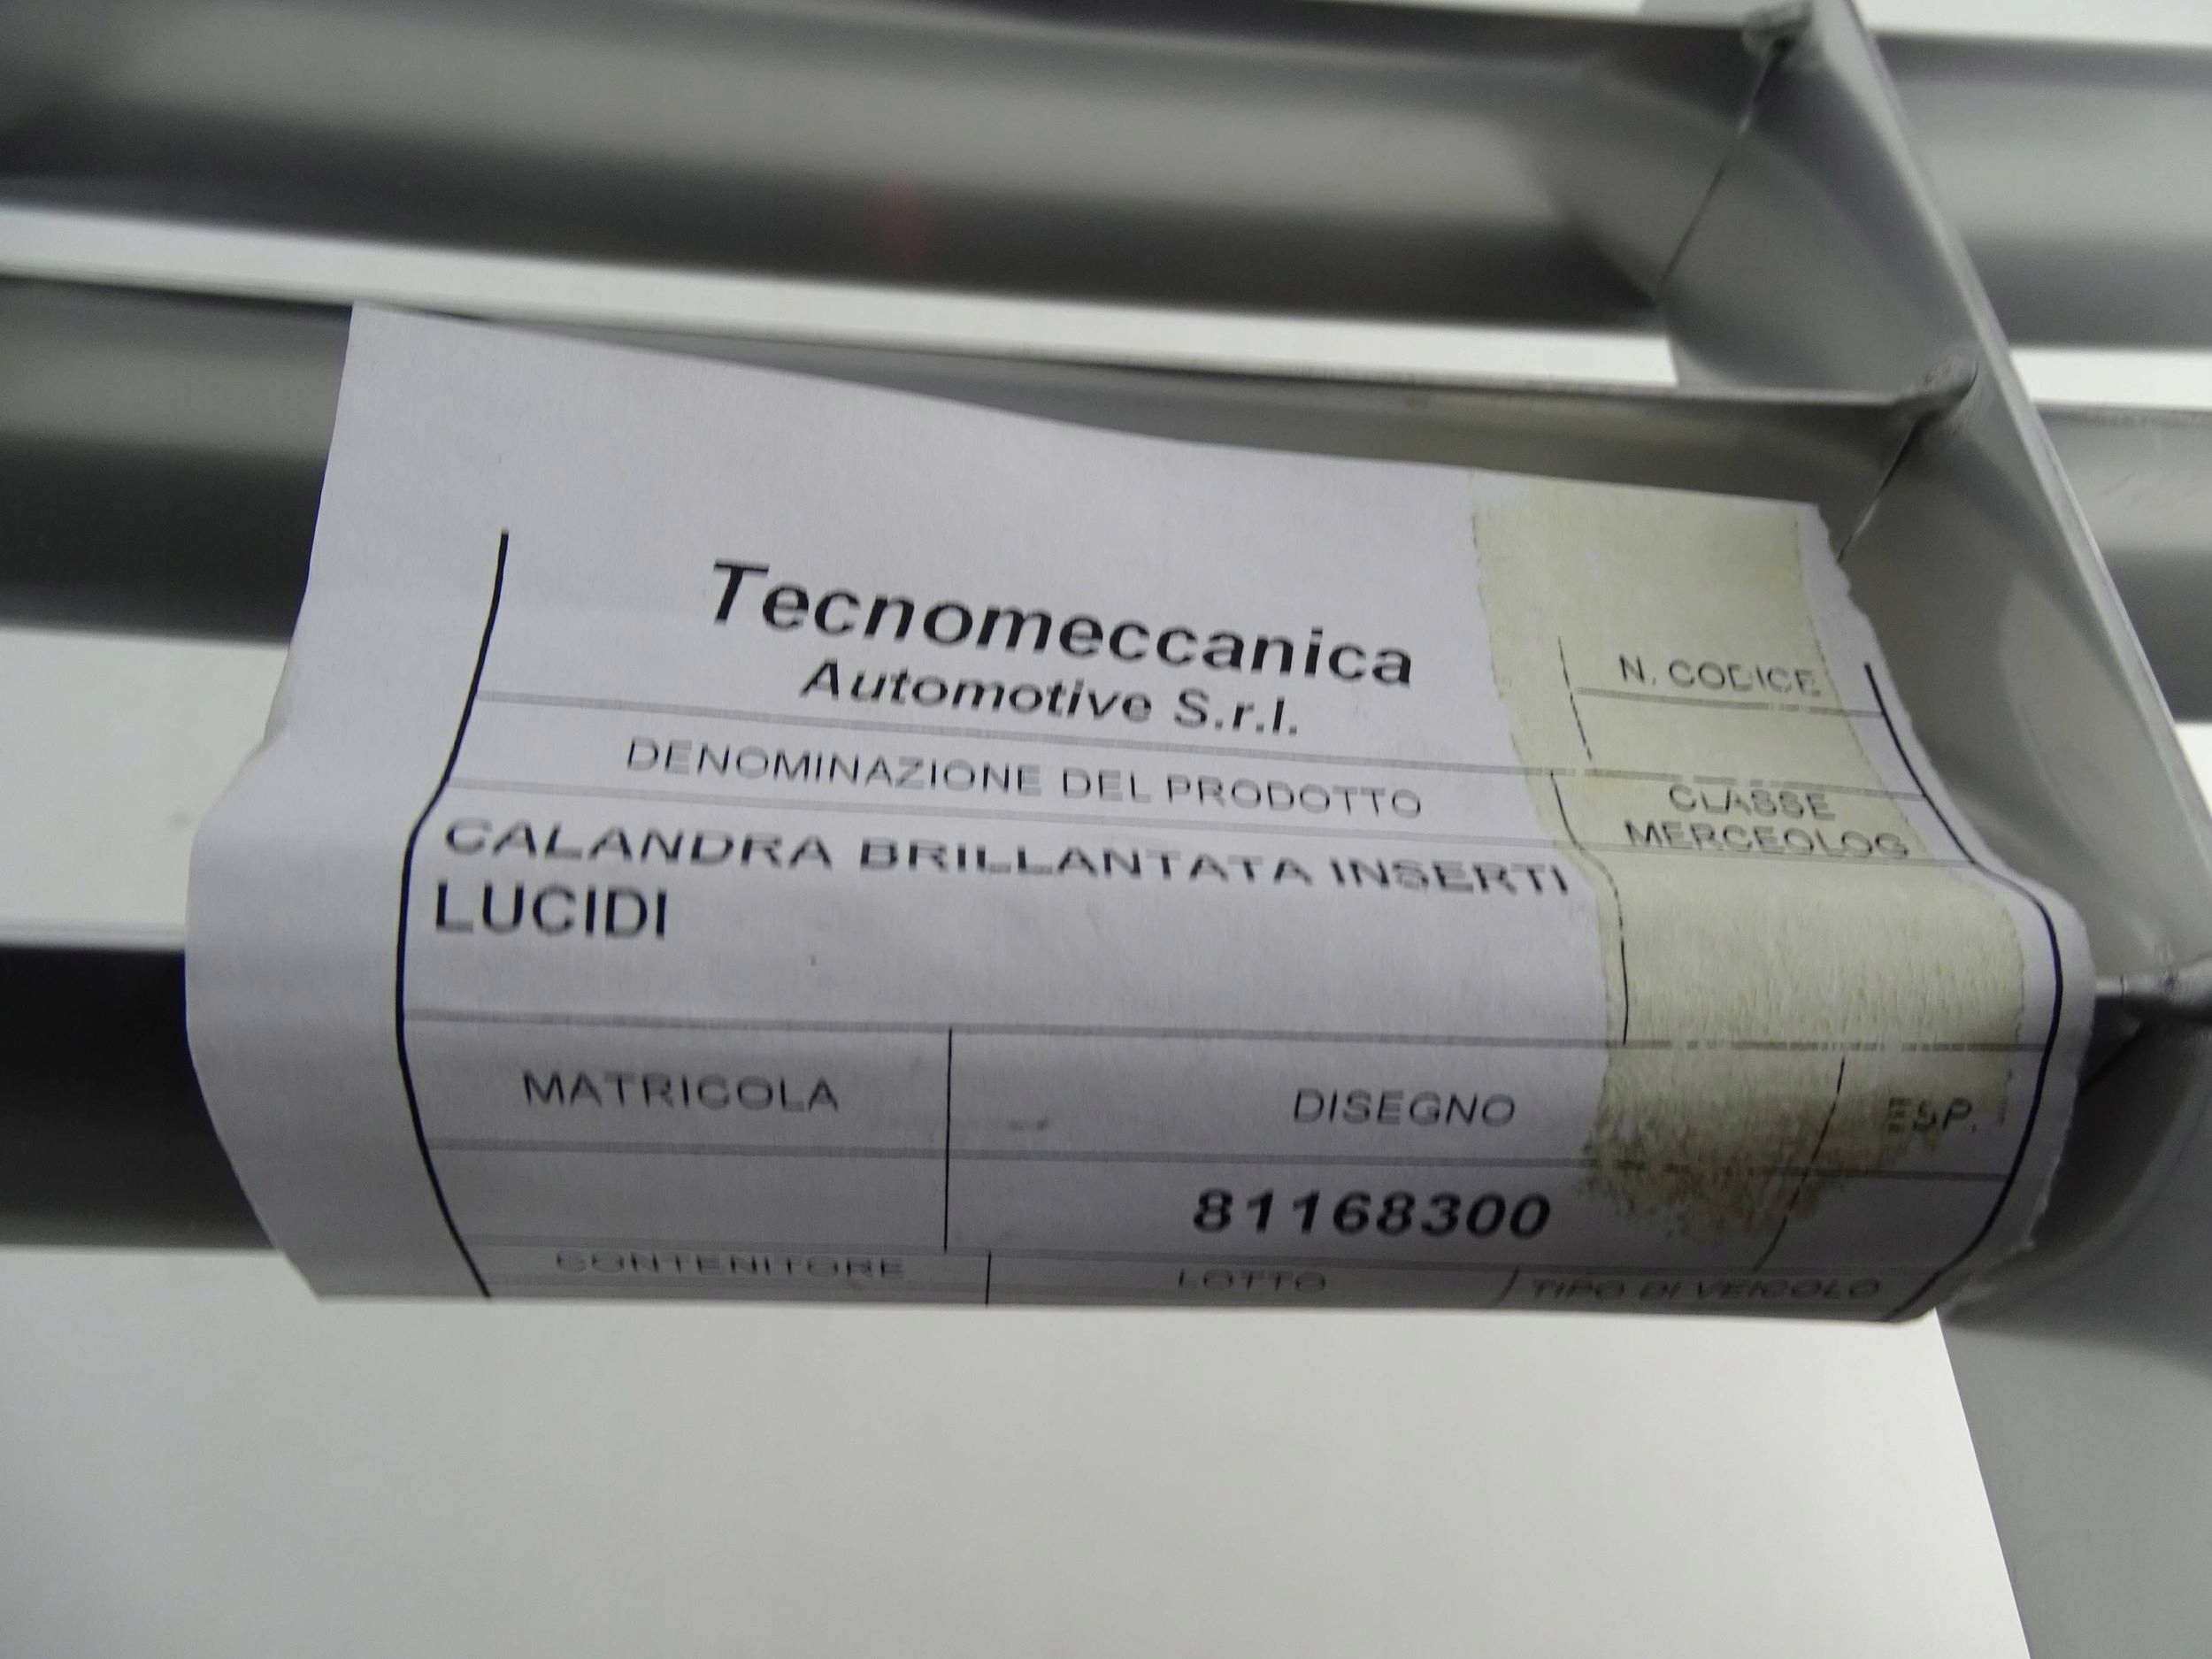 Tecnomeccanica
Automotive S.r.l.
N. CODICE
DENOMINAZIONE DEL PRODOTTO
CLASSE
MERCEOLOG
CALANDRA BRILLANTATA INSERTI
LUCIDI
MATRICOLA
DISEGNO
ESP.
81168300
CONTENITORE
LOTTO
TIPO DI VEICOLO